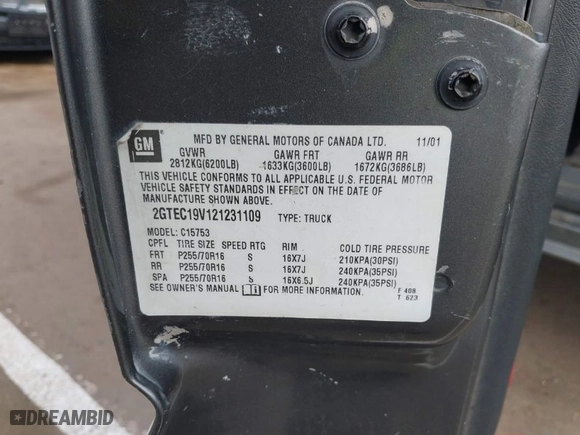 GM
MFD BY GENERAL MOTORS OF CANADA LTD. 11/01
GVWR GAWR FRT GAWR RR
2812KG(6200LB) 1633KG(3600LB) 1672KG(3686LB)
THIS VEHICLE CONFORMS TO ALL APPLICABLE U.S. FEDERAL MOTOR
VEHICLE SAFETY STANDARDS IN EFFECT ON THE DATE OF
MANUFACTURE SHOWN ABOVE.
2GTEC19V121231109 TYPE: TRUCK
MODEL: C15753
CPFL TIRE SIZE SPEED RTG RIM COLD TIRE PRESSURE
FRT P255/70R16 S 16X7J 210KPA(30PSI)
RR P255/70R16 S 16X7J 240KPA(35PSI)
SPA P255/70R16 S 16X6.5J 240KPA(35PSI)
SEE OWNER'S MANUAL FOR MORE INFORMATION.
F 408
T 623
DREAMBID